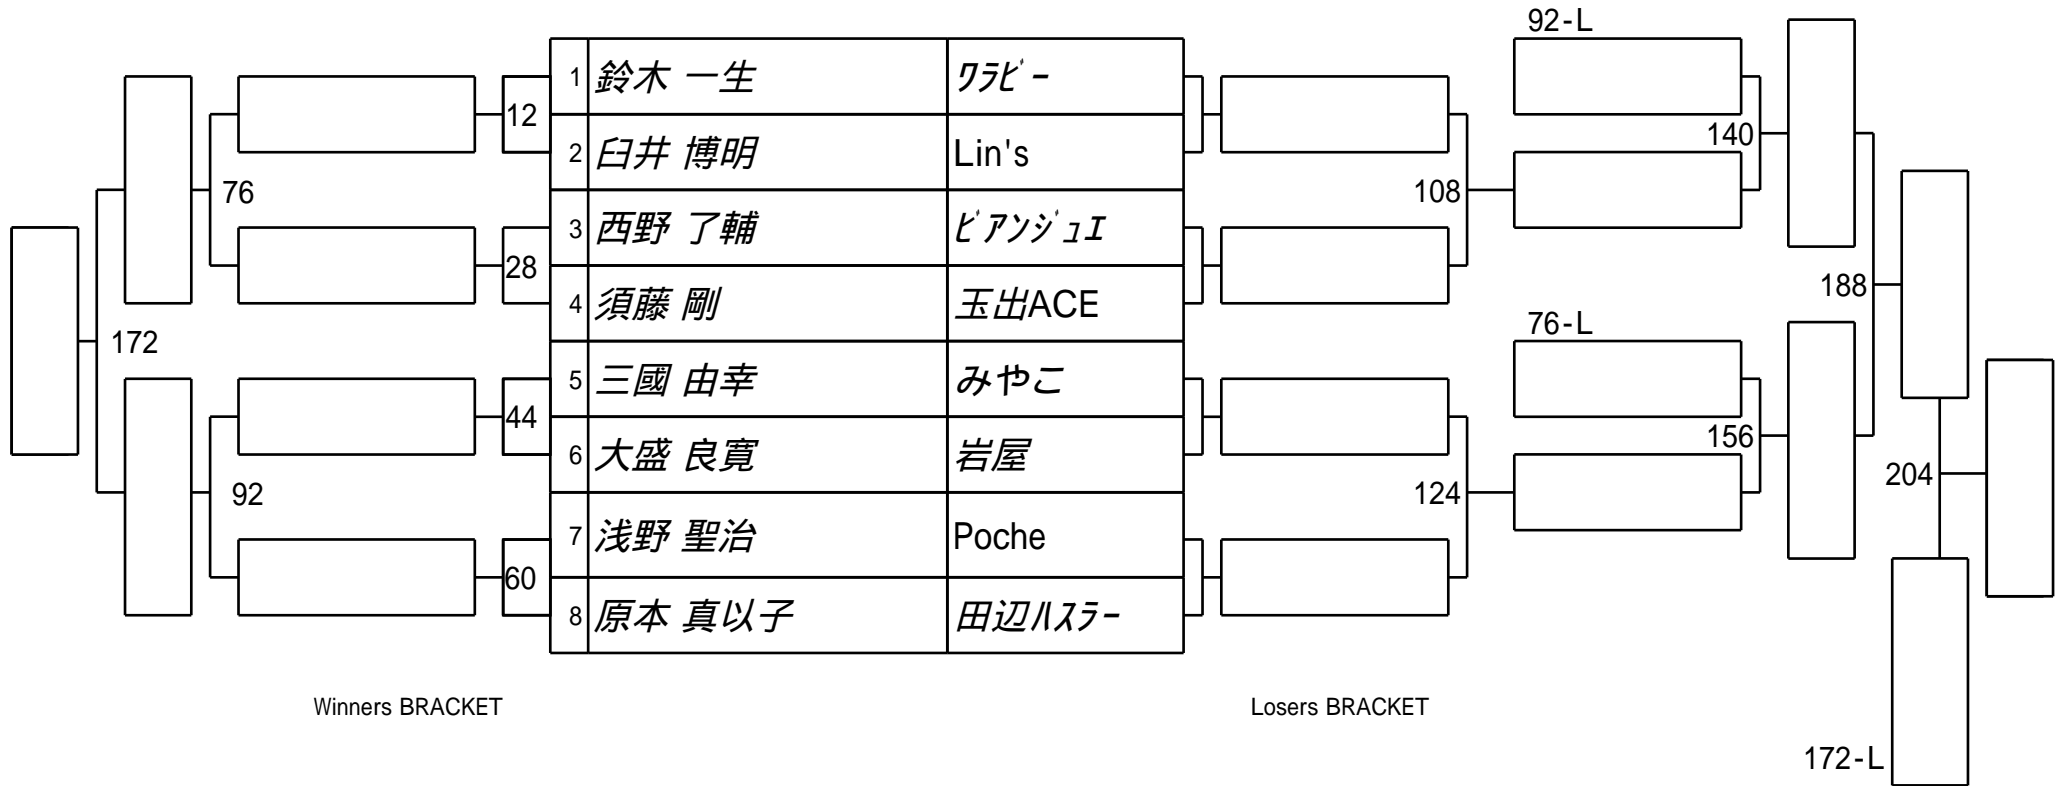 92-L
1 鈴木 一生 ﾜﾗﾋﾞｰ
12
140
2 臼井 博明 Lin's
76
108
3 西野 了輔 ﾋﾞｱﾝｼﾞｭｴ
28
188
4 須藤 剛 玉出ACE
76-L
172
5 三國 由幸 みやこ
44
156
6 大盛 良寛 岩屋
204
92
124
7 浅野 聖治 Poche
60
8 原本 真以子 田辺ﾊｽﾗｰ
Winners BRACKET
Losers BRACKET
172-L